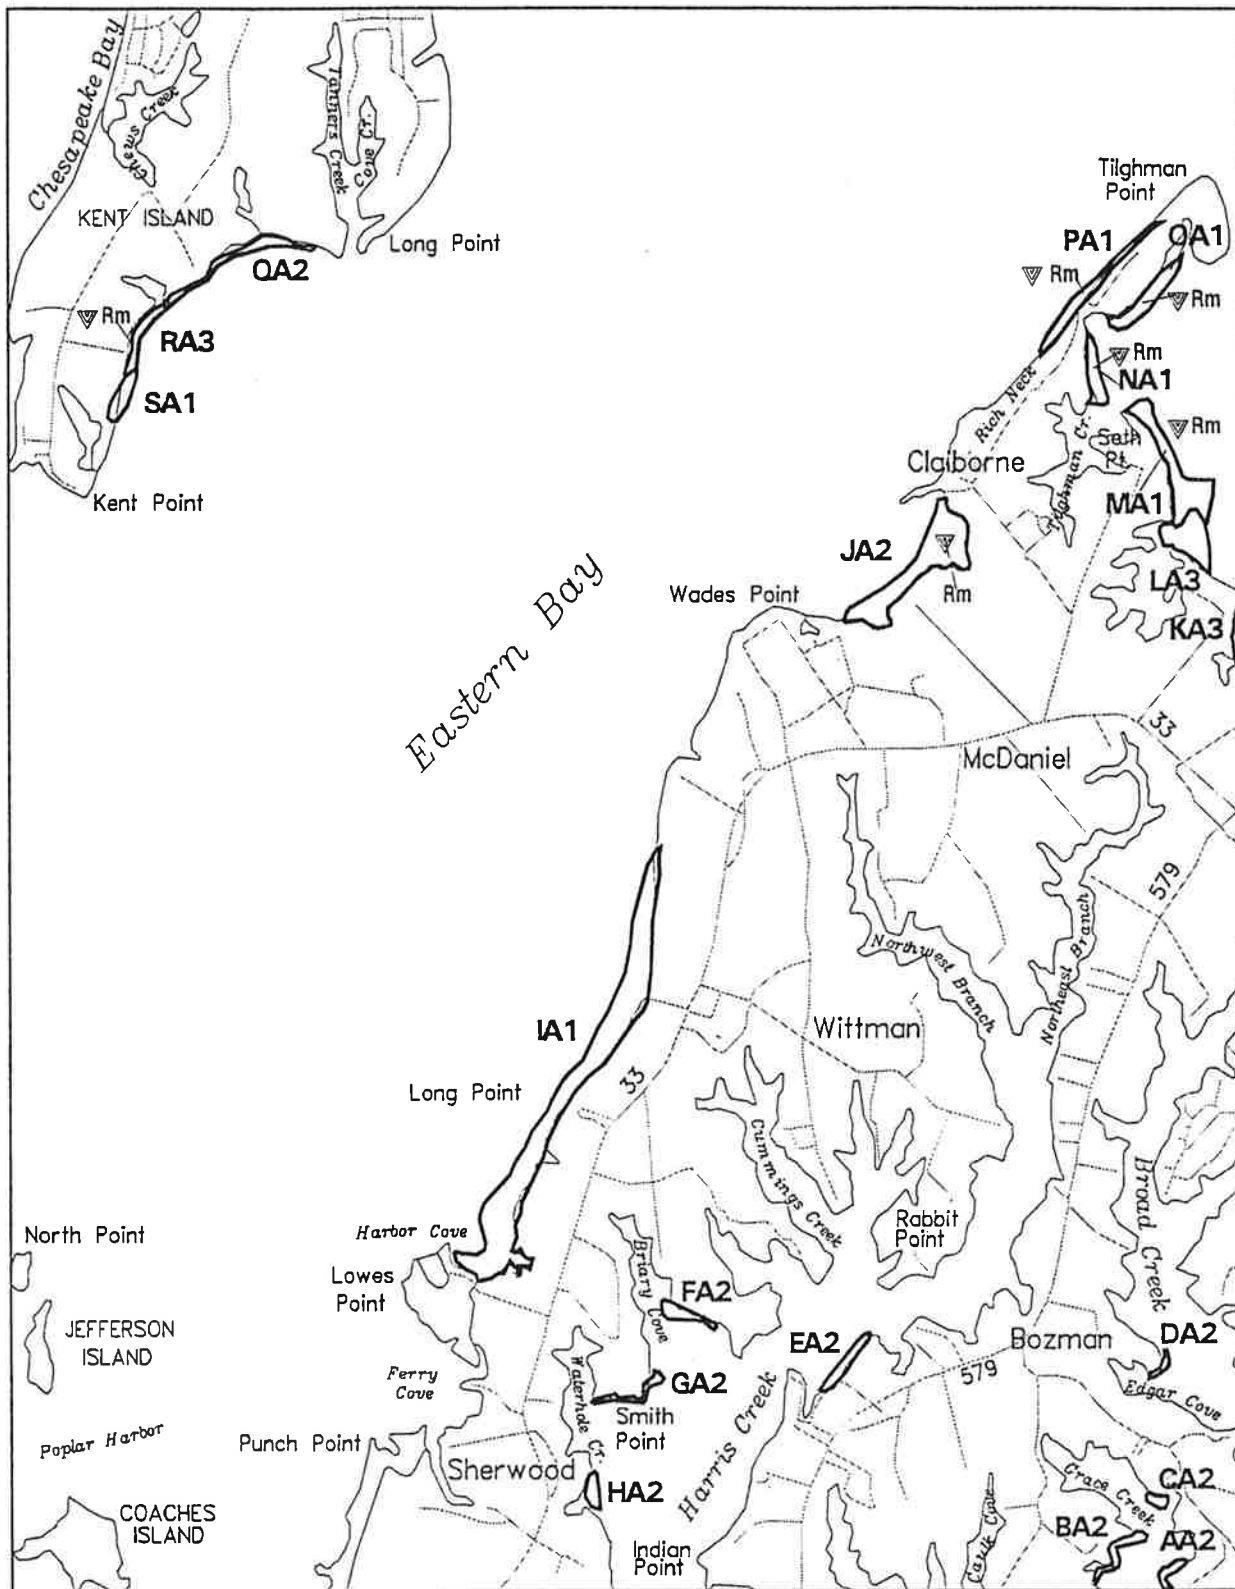 Chesapeake Bay
Shews Creek
Tanners Creek
Cove Cr.
KENT ISLAND
Long Point
QA2
Rm
RA3
SA1
Kent Point
Tilghman
Point
PA1
OA1
Rm
Rm
Rm
NA1
Rich Neck
Rm
Seth
Pt.
Tilghman Cr.
Claiborne
MA1
JA2
Rm
LA3
KA3
Wades Point
Eastern Bay
33
McDaniel
579
Northwest Branch
Northeast Branch
IA1
Wittman
33
Long Point
Cummings Creek
Broad Creek
Rabbit
Point
North Point
Harbor Cove
Lowes
Point
Briary Cove
FA2
JEFFERSON
ISLAND
EA2
Bozman
DA2
Ferry
Cove
Waterhole Cr.
GA2
579
Edgar Cove
Smith
Point
Harris Creek
Poplar Harbor
Punch Point
Sherwood
HA2
Grace Creek
CA2
COACHES
ISLAND
BA2
AA2
Caulk Cove
Indian
Point